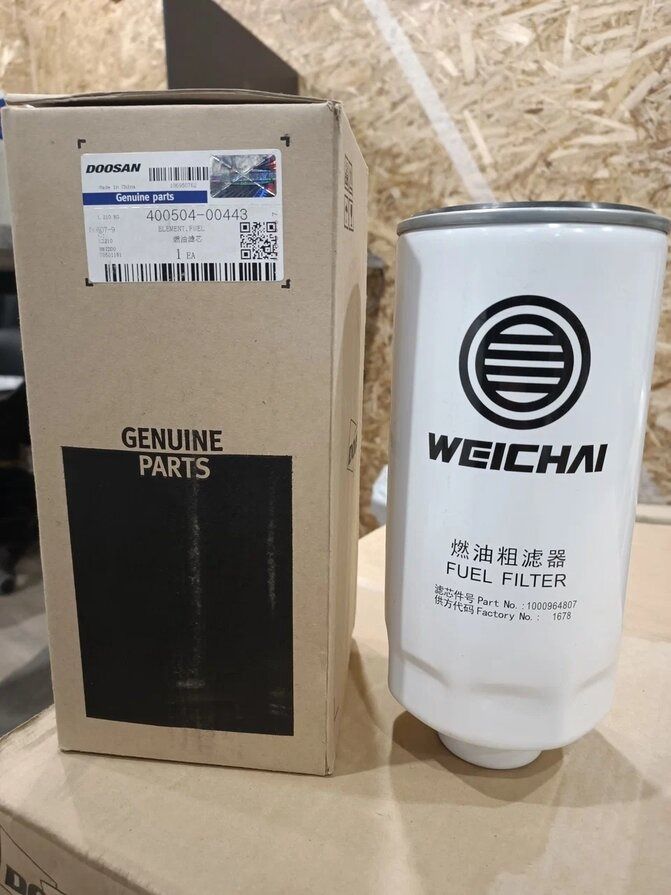 DOOSAN
Made in China
Genuine parts
400504-00443
ELEMENT,FUEL
燃油滤芯
1 EA
GENUINE
PARTS
WEICHAI
燃油粗滤器
FUEL FILTER
滤芯件号 Part No.:1000964807
供方代码 Factory No.: 1678